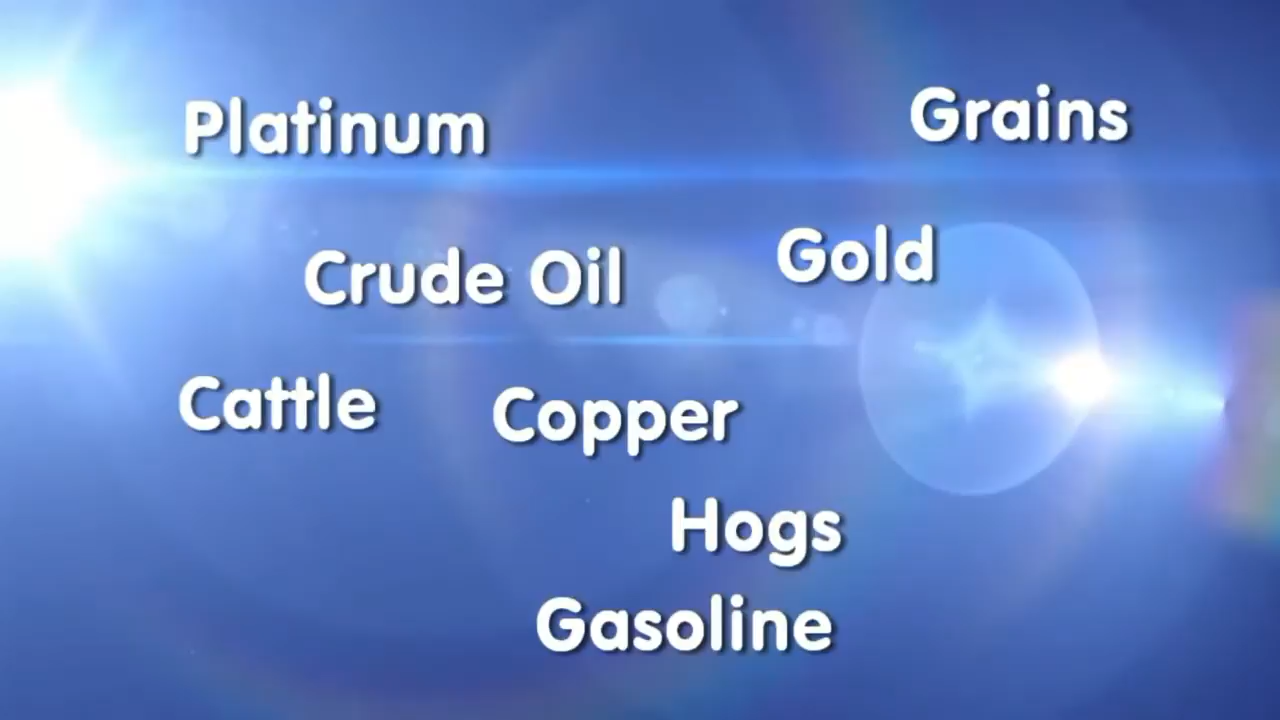 Platinum
Grains
Crude Oil
Gold
Cattle
Copper
Hogs
Gasoline